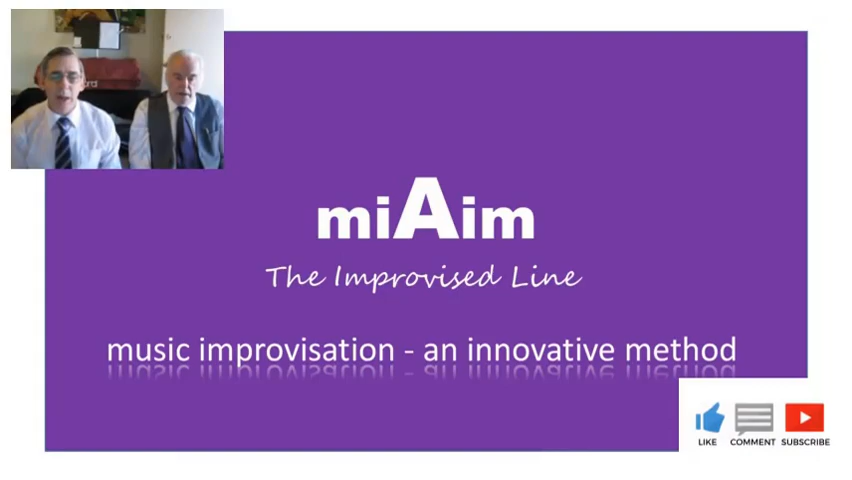 miAim
The Improvised Line
music improvisation - an innovative method
LIKE COMMENT SUBSCRIBE